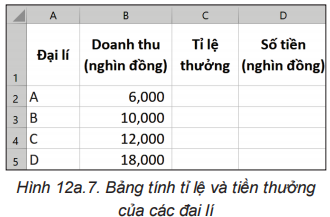 A B C D
Đại lí Doanh thu (nghìn đồng) Tỉ lệ thưởng Số tiền (nghìn đồng)
1
2 A 6,000
3 B 10,000
4 C 12,000
5 D 18,000
Hình 12a.7. Bảng tính tỉ lệ và tiền thưởng
của các đai lí